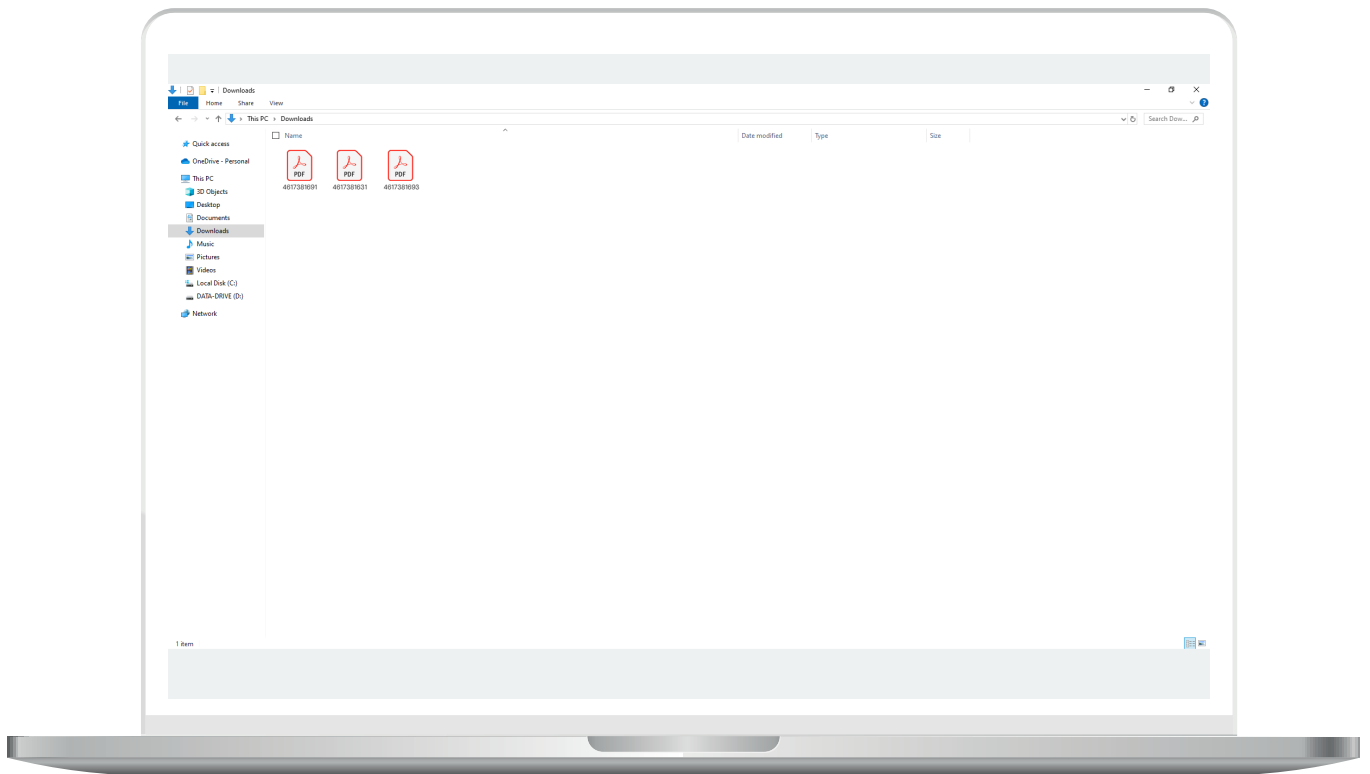 Downloads
File Home Share View
This PC > Downloads
Search Dow...
Name Date modified Type Size
Quick access
OneDrive - Personal
This PC
3D Objects
Desktop
Documents
Downloads
Music
Pictures
Videos
Local Disk (C:)
DATA-DRIVE (D:)
Network
PDF PDF PDF
4617381691 4617381631 4617381693
1 item